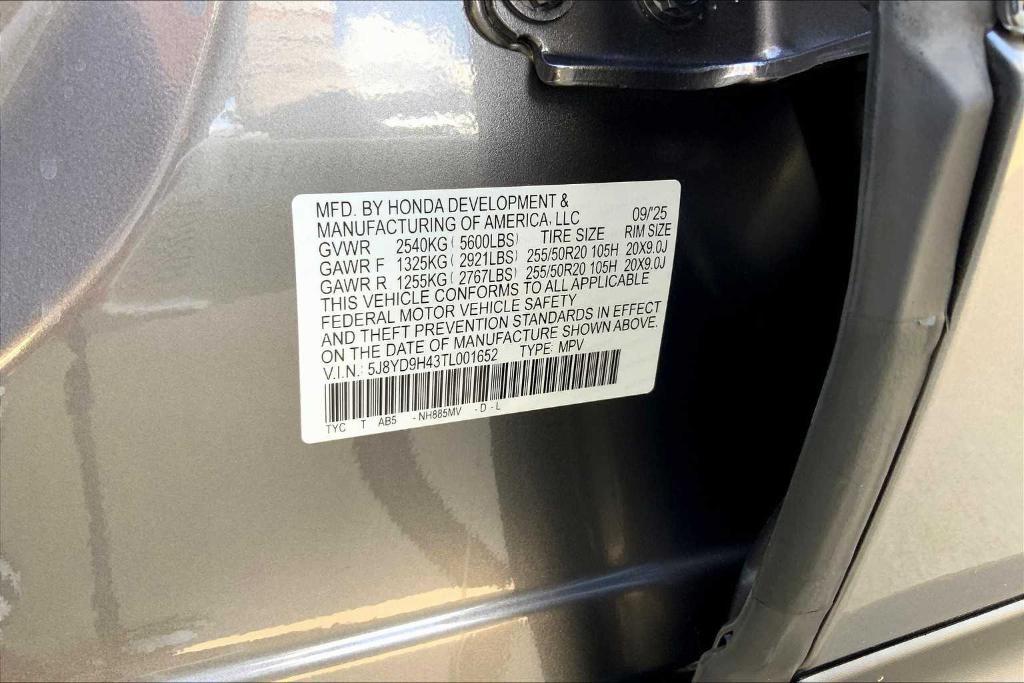 MFD. BY HONDA DEVELOPMENT &
MANUFACTURING OF AMERICA, LLC 09/'25
GVWR 2540KG ( 5600LBS) TIRE SIZE RIM SIZE
GAWR F 1325KG ( 2921LBS) 255/50R20 105H 20X9.0J
GAWR R 1255KG ( 2767LBS) 255/50R20 105H 20X9.0J
THIS VEHICLE CONFORMS TO ALL APPLICABLE
FEDERAL MOTOR VEHICLE SAFETY
AND THEFT PREVENTION STANDARDS IN EFFECT
ON THE DATE OF MANUFACTURE SHOWN ABOVE.
V.I.N.: 5J8YD9H43TL001652 TYPE: MPV
TYC T AB5 - NH885MV - D - L